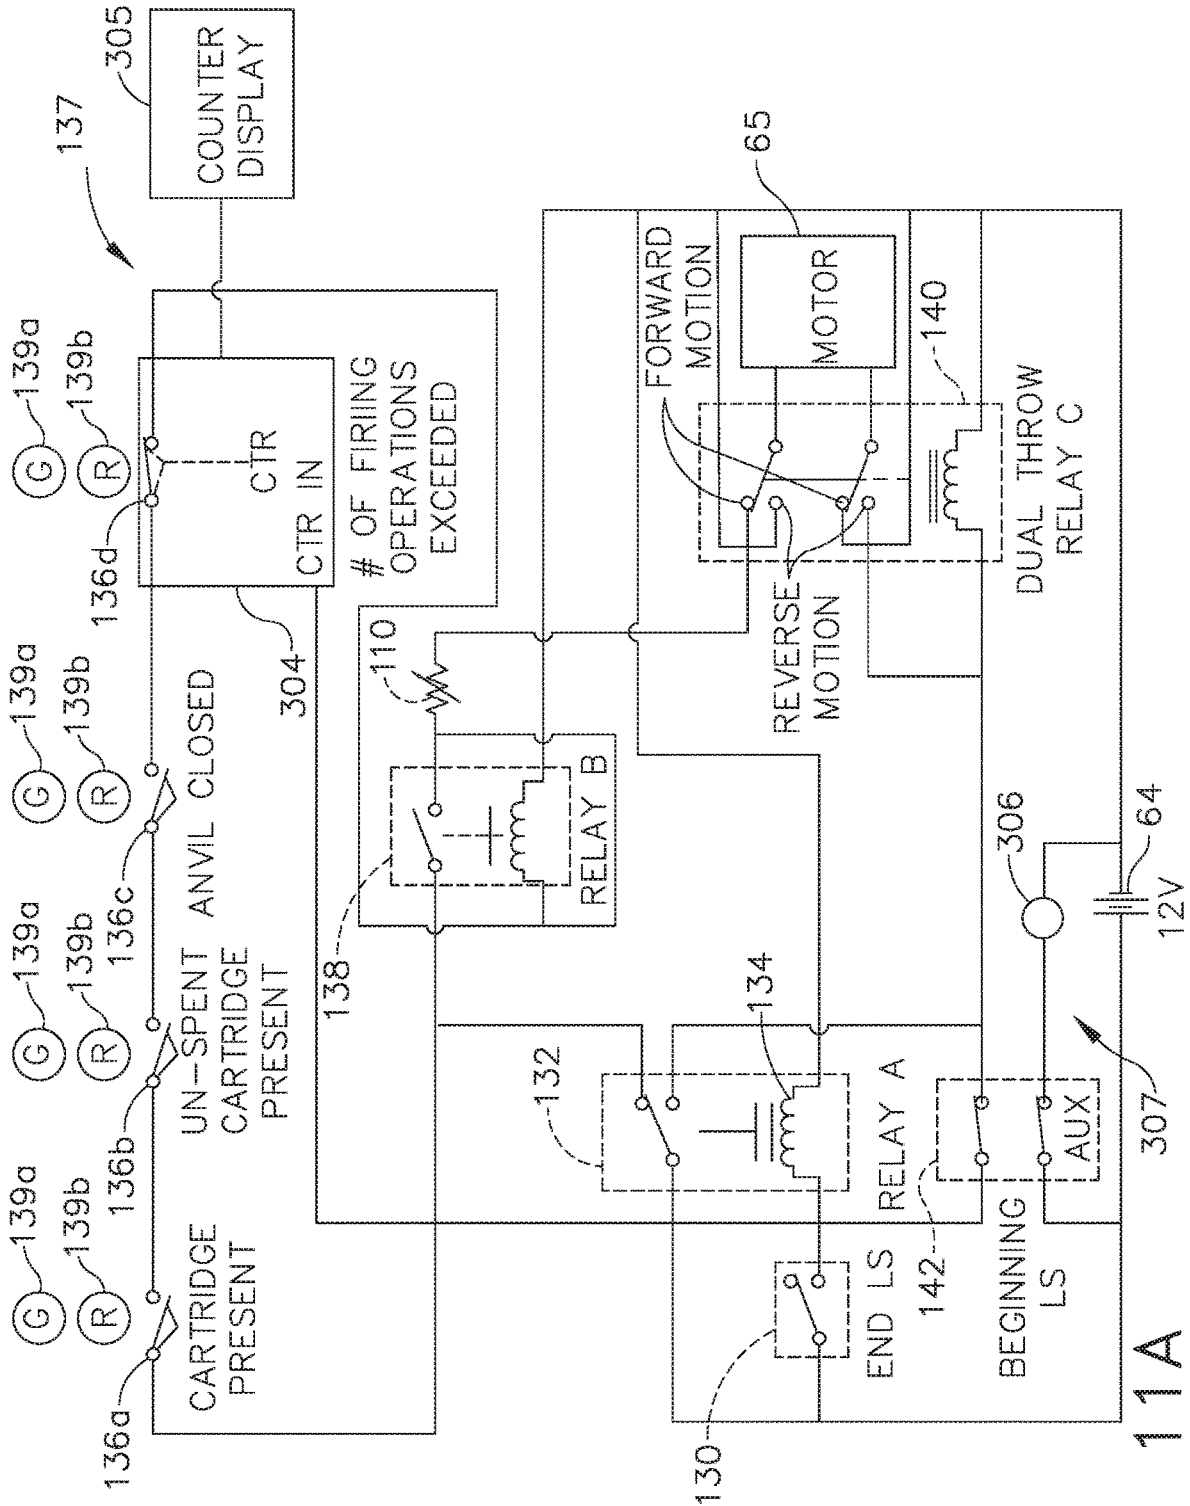 137
305
COUNTER
DISPLAY
G
139a
R
139b
136d
CTR
CTR IN
304
# OF FIRIING
OPERATIONS
EXCEEDED
G
139a
R
139b
136c
ANVIL CLOSED
G
139a
R
139b
136b
UN-SPENT
CARTRIDGE
PRESENT
G
139a
R
139b
136a
CARTRIDGE
PRESENT
110
138
RELAY B
FORWARD
MOTION
65
MOTOR
140
REVERSE
MOTION
DUAL THROW
RELAY C
132
134
RELAY A
130
END LS
142
BEGINNING
LS
AUX
307
306
64
12V
11A